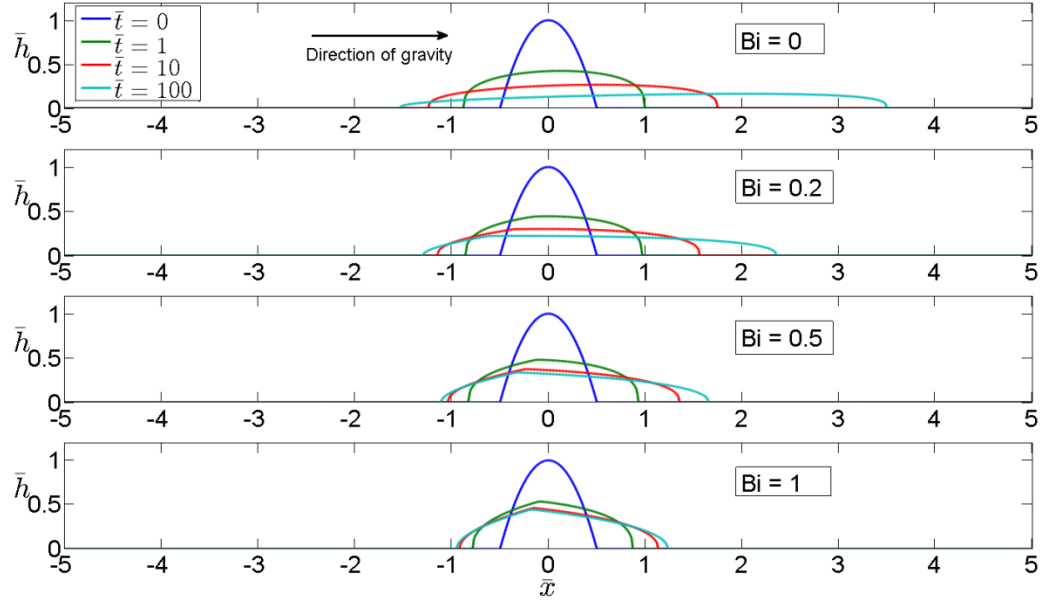 h̄
1
0.5
0
t̄ = 0
t̄ = 1
t̄ = 10
t̄ = 100
Direction of gravity
Bi = 0
-5 -4 -3 -2 -1 0 1 2 3 4 5
h̄
1
0.5
0
Bi = 0.2
-5 -4 -3 -2 -1 0 1 2 3 4 5
h̄
1
0.5
0
Bi = 0.5
-5 -4 -3 -2 -1 0 1 2 3 4 5
h̄
1
0.5
0
Bi = 1
-5 -4 -3 -2 -1 0 1 2 3 4 5
x̄